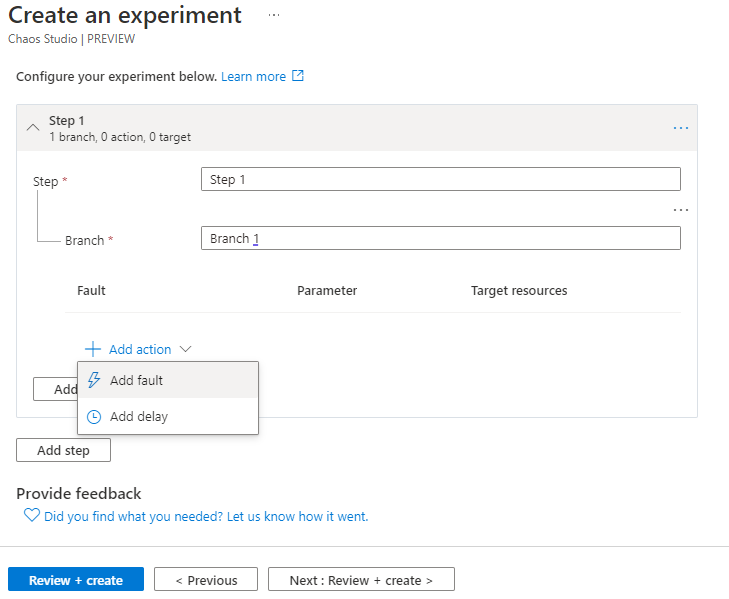 Create an experiment ...
Chaos Studio | PREVIEW
Configure your experiment below. Learn more
Step 1
1 branch, 0 action, 0 target
...
Step * Step 1
...
Branch * Branch 1
Fault Parameter Target resources
+ Add action
Add fault
Add
Add delay
Add step
Provide feedback
Did you find what you needed? Let us know how it went.
Review + create < Previous Next : Review + create >